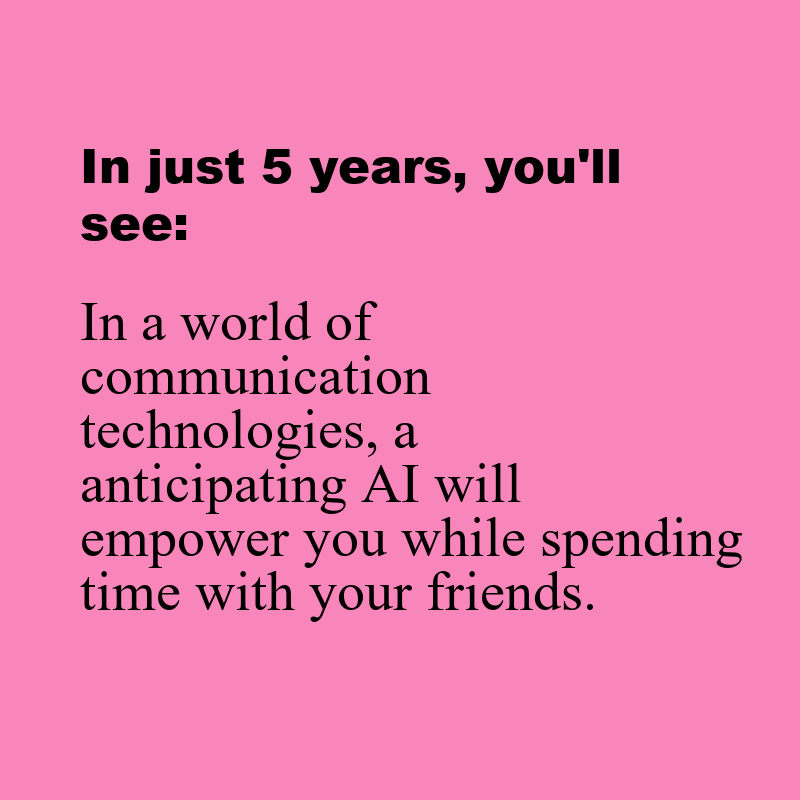 In just 5 years, you'll
see:
In a world of
communication
technologies, a
anticipating AI will
empower you while spending
time with your friends.